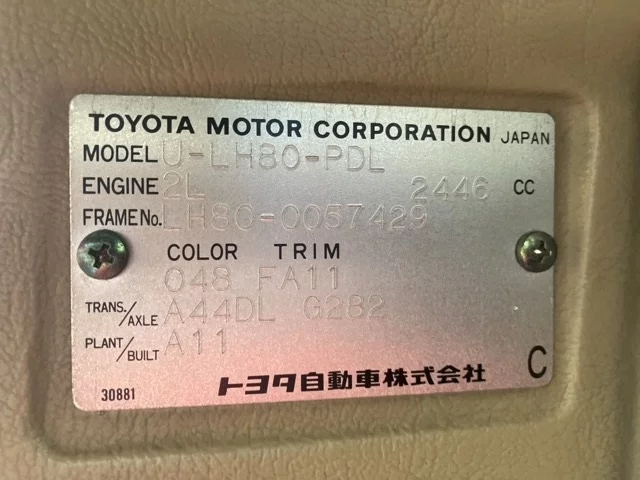 TOYOTA MOTOR CORPORATION JAPAN
MODEL U-LH80-PDL
ENGINE 2L 2446 CC
FRAME No. LH80-0057429
COLOR TRIM
048 FA11
TRANS./AXLE A44DL G282
PLANT/BUILT A11
トヨタ自動車株式会社 C
30881